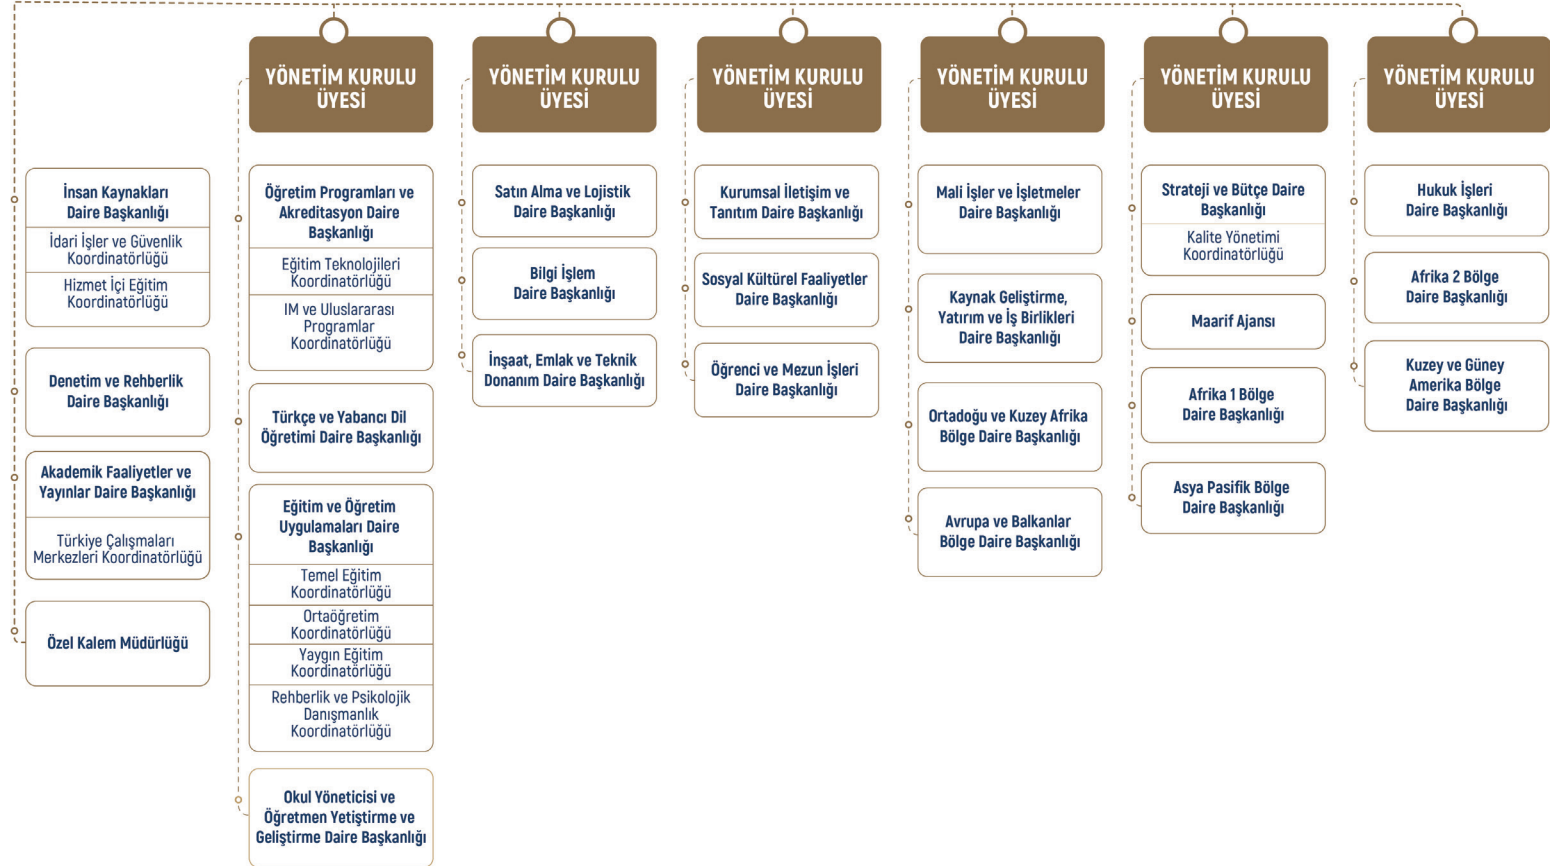 YÖNETİM KURULU
ÜYESİ
YÖNETİM KURULU
ÜYESİ
YÖNETİM KURULU
ÜYESİ
YÖNETİM KURULU
ÜYESİ
YÖNETİM KURULU
ÜYESİ
YÖNETİM KURULU
ÜYESİ
İnsan Kaynakları
Daire Başkanlığı
İdari İşler ve Güvenlik
Koordinatörlüğü
Hizmet İçi Eğitim
Koordinatörlüğü
Denetim ve Rehberlik
Daire Başkanlığı
Akademik Faaliyetler ve
Yayınlar Daire Başkanlığı
Türkiye Çalışmaları
Merkezleri Koordinatörlüğü
Özel Kalem Müdürlüğü
Öğretim Programları ve
Akreditasyon Daire
Başkanlığı
Eğitim Teknolojileri
Koordinatörlüğü
IM ve Uluslararası
Programlar
Koordinatörlüğü
Türkçe ve Yabancı Dil
Öğretimi Daire Başkanlığı
Eğitim ve Öğretim
Uygulamaları Daire
Başkanlığı
Temel Eğitim
Koordinatörlüğü
Ortaöğretim
Koordinatörlüğü
Yaygın Eğitim
Koordinatörlüğü
Rehberlik ve Psikolojik
Danışmanlık
Koordinatörlüğü
Okul Yöneticisi ve
Öğretmen Yetiştirme ve
Geliştirme Daire Başkanlığı
Satın Alma ve Lojistik
Daire Başkanlığı
Bilgi İşlem
Daire Başkanlığı
İnşaat, Emlak ve Teknik
Donanım Daire Başkanlığı
Kurumsal İletişim ve
Tanıtım Daire Başkanlığı
Sosyal Kültürel Faaliyetler
Daire Başkanlığı
Öğrenci ve Mezun İşleri
Daire Başkanlığı
Mali İşler ve İşletmeler
Daire Başkanlığı
Kaynak Geliştirme,
Yatırım ve İş Birlikleri
Daire Başkanlığı
Ortadoğu ve Kuzey Afrika
Bölge Daire Başkanlığı
Avrupa ve Balkanlar
Bölge Daire Başkanlığı
Strateji ve Bütçe Daire
Başkanlığı
Kalite Yönetimi
Koordinatörlüğü
Maarif Ajansı
Afrika 1 Bölge
Daire Başkanlığı
Asya Pasifik Bölge
Daire Başkanlığı
Hukuk İşleri
Daire Başkanlığı
Afrika 2 Bölge
Daire Başkanlığı
Kuzey ve Güney
Amerika Bölge
Daire Başkanlığı